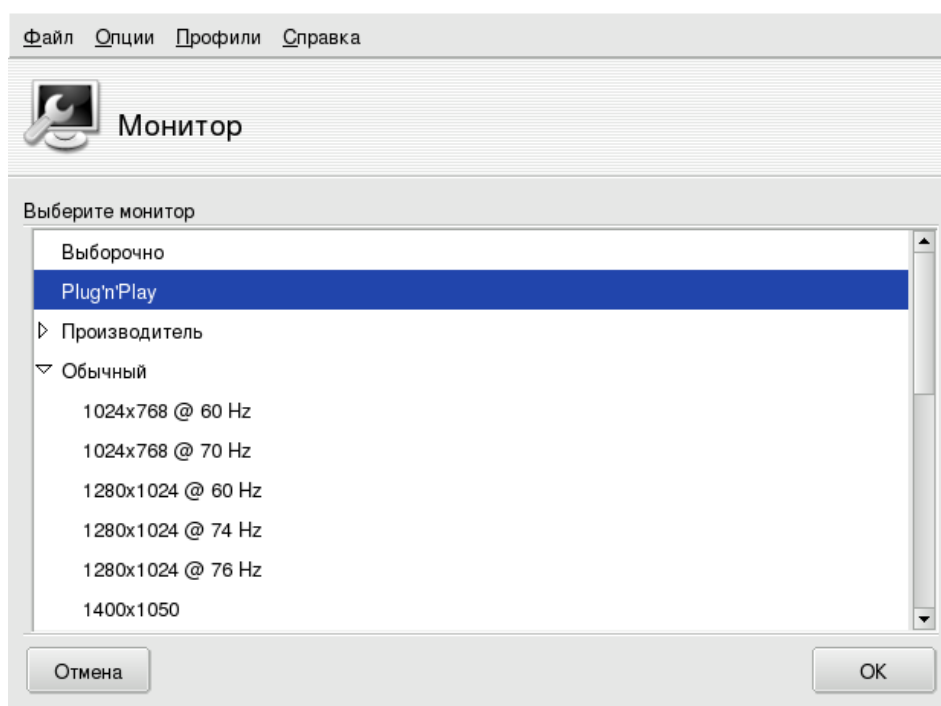 Файл Опции Профили Справка
Монитор
Выберите монитор
Выборочно
Plug'n'Play
Производитель
Обычный
1024x768 @ 60 Hz
1024x768 @ 70 Hz
1280x1024 @ 60 Hz
1280x1024 @ 74 Hz
1280x1024 @ 76 Hz
1400x1050
Отмена OK